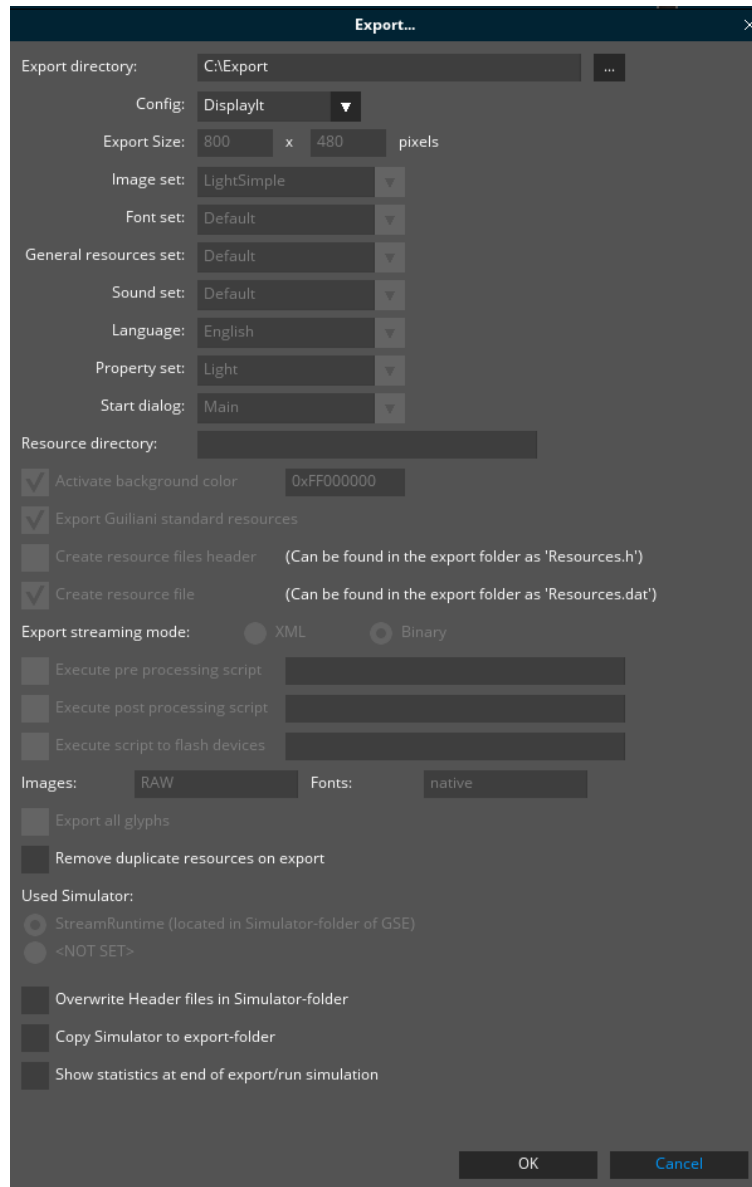 Export...
Export directory: C:\Export ...
Config: DisplayIt
Export Size: 800 x 480 pixels
Image set: LightSimple
Font set: Default
General resources set: Default
Sound set: Default
Language: English
Property set: Light
Start dialog: Main
Resource directory:
Activate background color 0xFF000000
Export Guiliani standard resources
Create resource files header (Can be found in the export folder as 'Resources.h')
Create resource file (Can be found in the export folder as 'Resources.dat')
Export streaming mode: XML Binary
Execute pre processing script
Execute post processing script
Execute script to flash devices
Images: RAW Fonts: native
Export all glyphs
Remove duplicate resources on export
Used Simulator:
StreamRuntime (located in Simulator-folder of GSE)
<NOT SET>
Overwrite Header files in Simulator-folder
Copy Simulator to export-folder
Show statistics at end of export/run simulation
OK Cancel